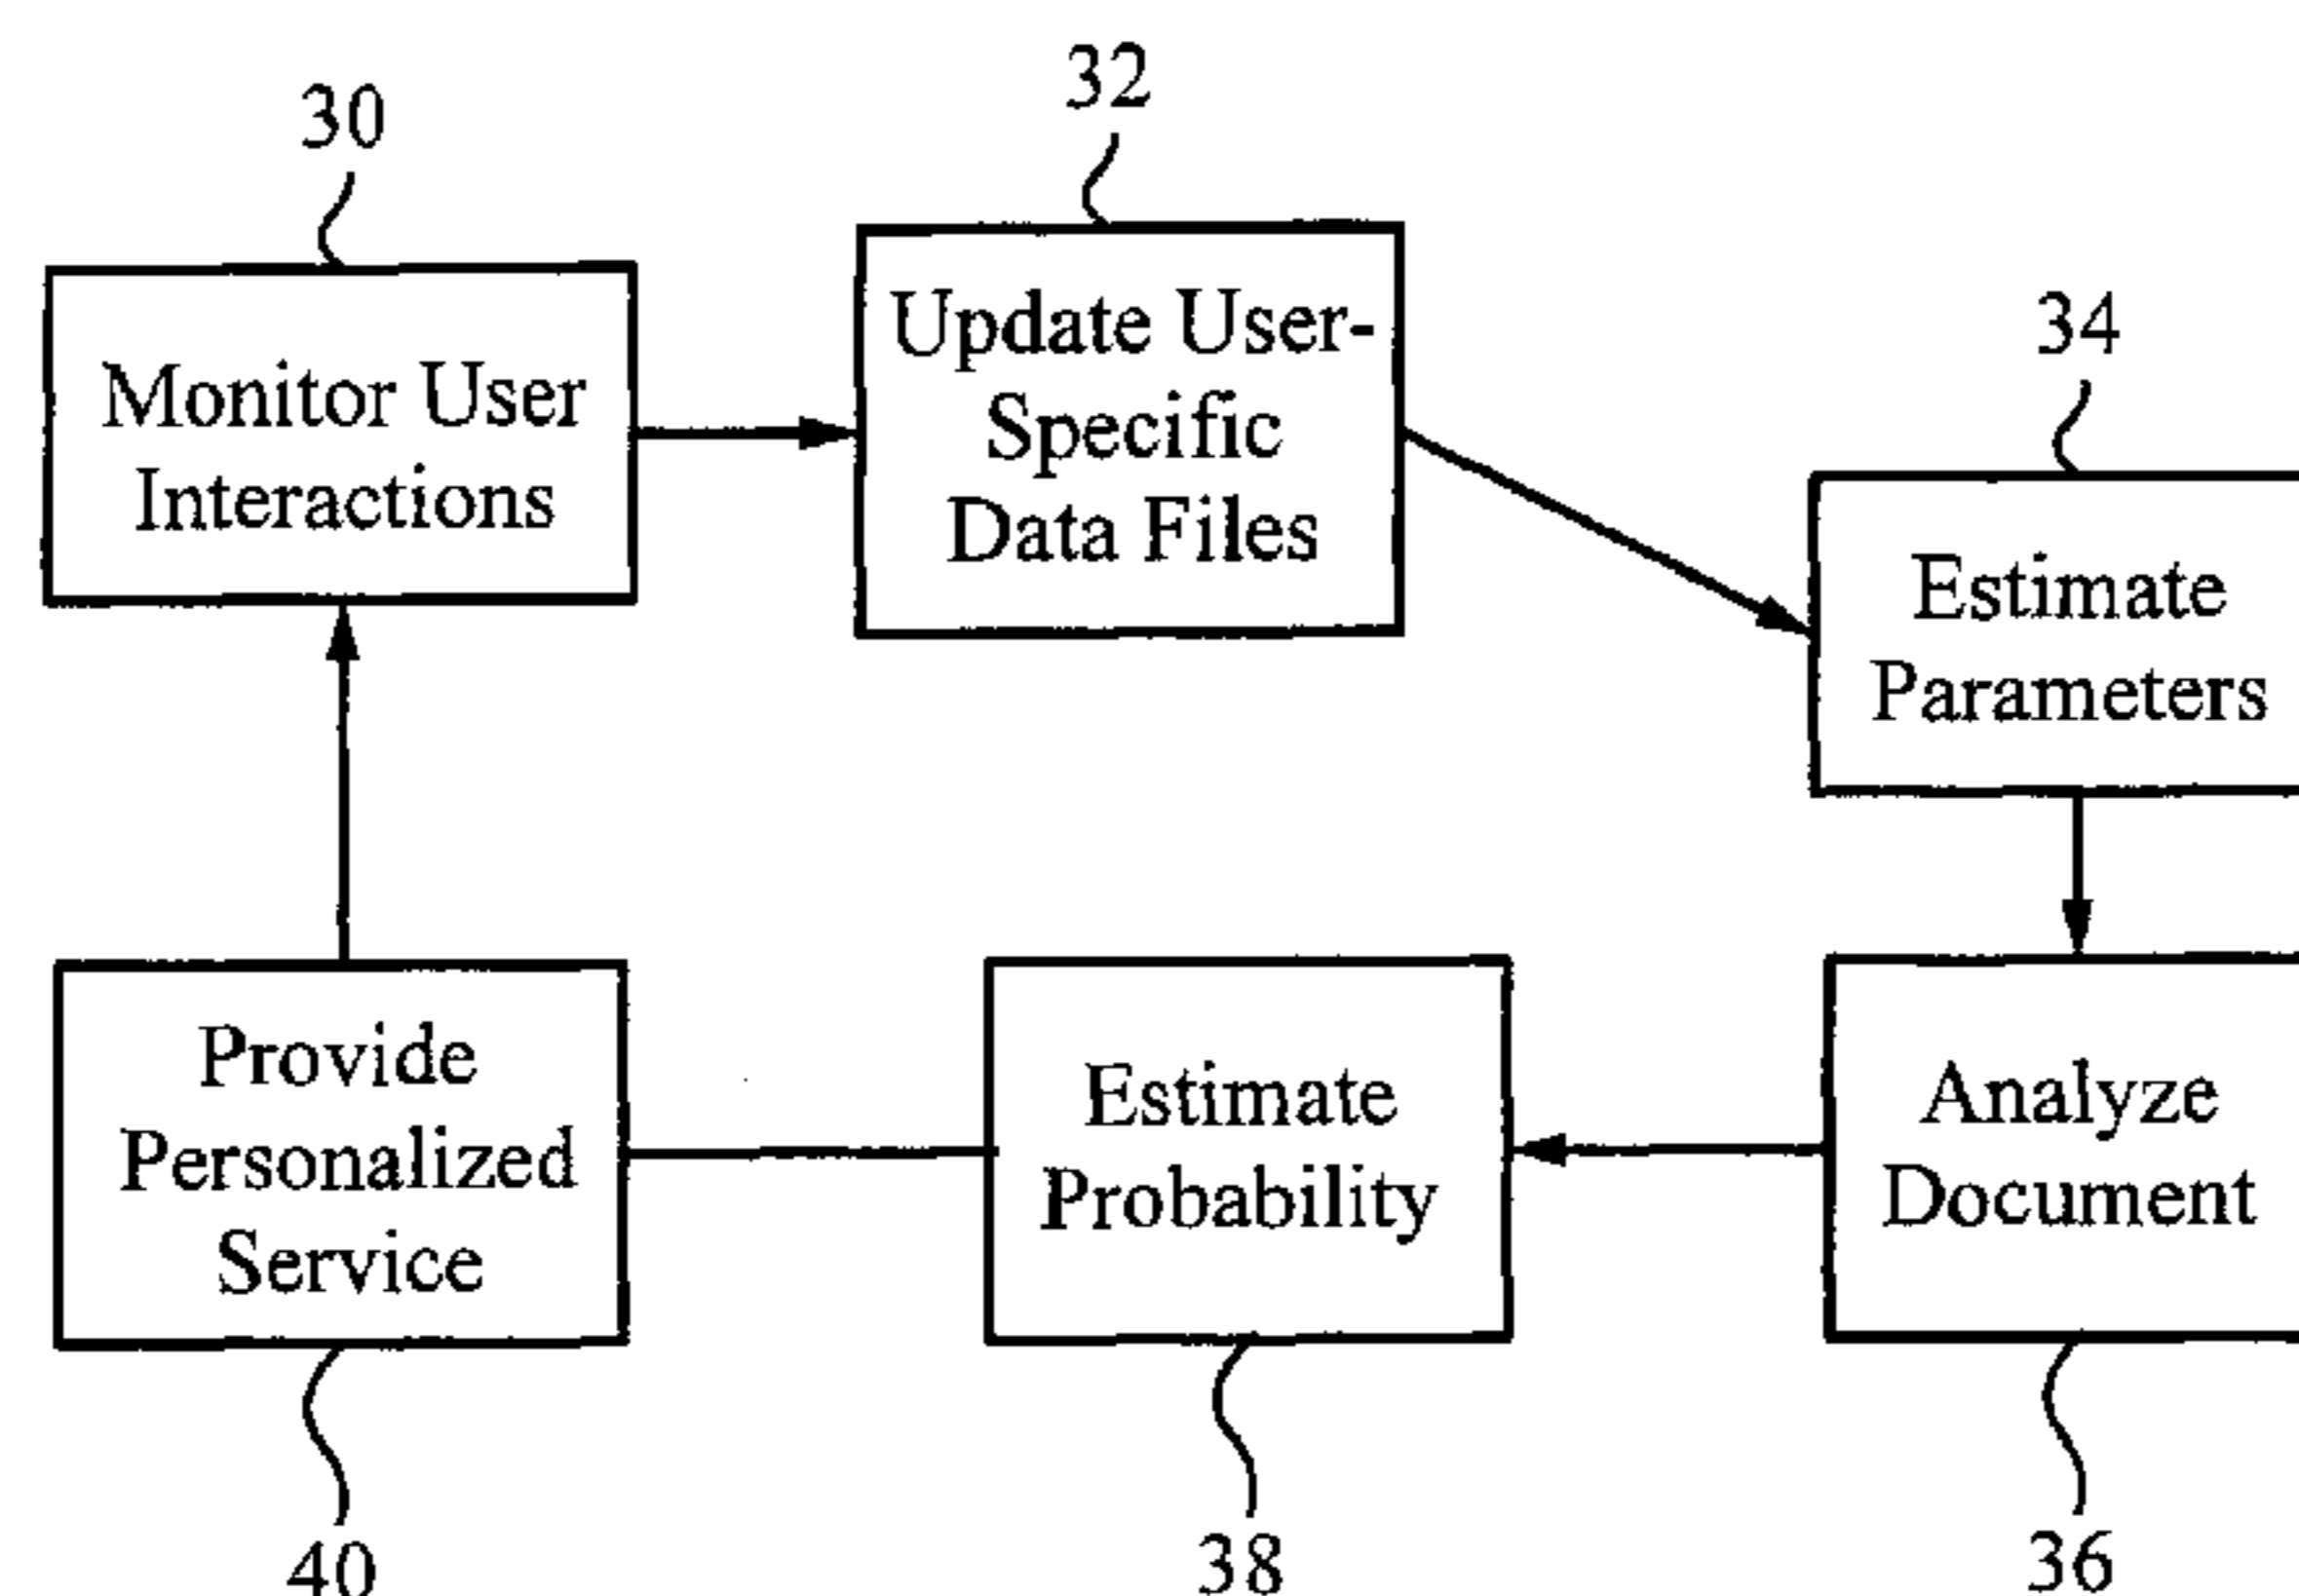 30
Monitor User
Interactions
32
Update User-
Specific
Data Files
34
Estimate
Parameters
Provide
Personalized
Service
40
Estimate
Probability
38
Analyze
Document
36